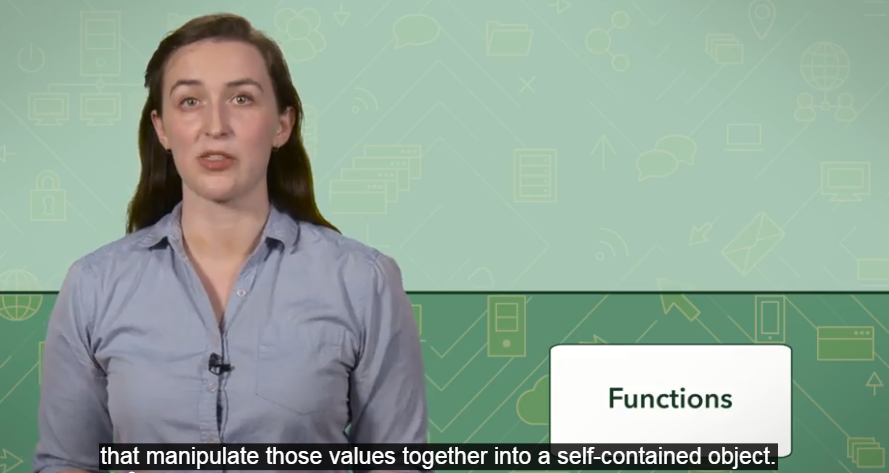 Functions
that manipulate those values together into a self-contained object.